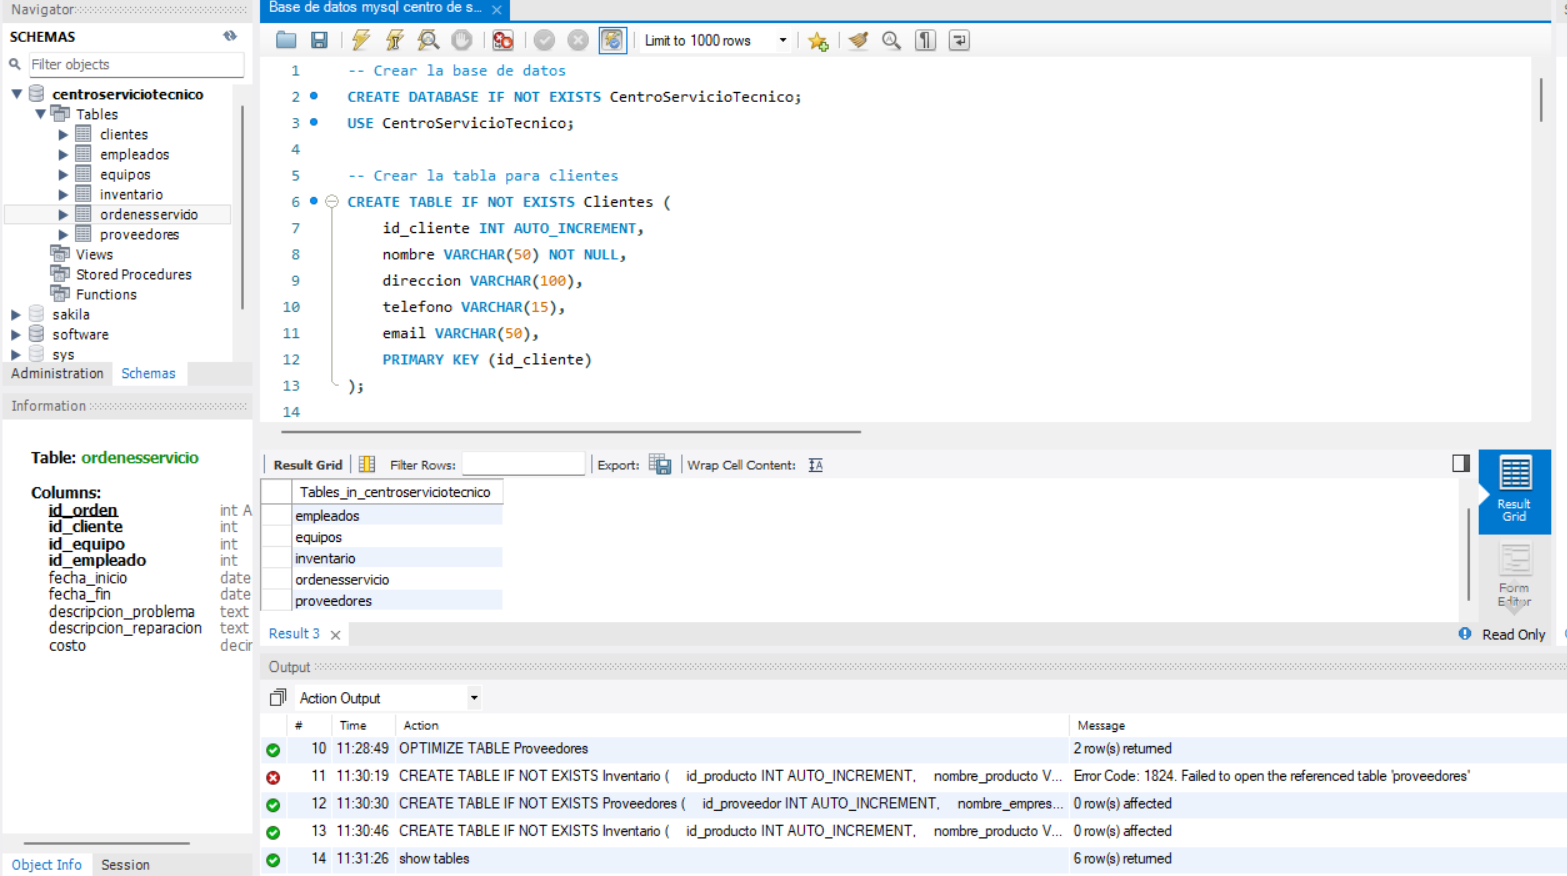 Navigator
SCHEMAS
Filter objects
centroserviciotecnico
Tables
clientes
empleados
equipos
inventario
ordenesservicio
proveedores
Views
Stored Procedures
Functions
sakila
software
sys
Administration Schemas
Information
Table: ordenesservicio
Columns:
id_orden int A
id_cliente int
id_equipo int
id_empleado int
fecha_inicio date
fecha_fin date
descripcion_problema text
descripcion_reparacion text
costo decir
Object Info Session
Base de datos mysql centro de s...
Limit to 1000 rows
1 -- Crear la base de datos
2 CREATE DATABASE IF NOT EXISTS CentroServicioTecnico;
3 USE CentroServicioTecnico;
4
5 -- Crear la tabla para clientes
6 CREATE TABLE IF NOT EXISTS Clientes (
7 id_cliente INT AUTO_INCREMENT,
8 nombre VARCHAR(50) NOT NULL,
9 direccion VARCHAR(100),
10 telefono VARCHAR(15),
11 email VARCHAR(50),
12 PRIMARY KEY (id_cliente)
13 );
14
Result Grid Filter Rows: Export: Wrap Cell Content:
Tables_in_centroserviciotecnico
empleados
equipos
inventario
ordenesservicio
proveedores
Result
Grid
Form
Editor
Result 3 Read Only
Output
Action Output
# Time Action Message
10 11:28:49 OPTIMIZE TABLE Proveedores 2 row(s) returned
11 11:30:19 CREATE TABLE IF NOT EXISTS Inventario ( id_producto INT AUTO_INCREMENT, nombre_producto V... Error Code: 1824. Failed to open the referenced table 'proveedores'
12 11:30:30 CREATE TABLE IF NOT EXISTS Proveedores ( id_proveedor INT AUTO_INCREMENT, nombre_empres... 0 row(s) affected
13 11:30:46 CREATE TABLE IF NOT EXISTS Inventario ( id_producto INT AUTO_INCREMENT, nombre_producto V... 0 row(s) affected
14 11:31:26 show tables 6 row(s) returned